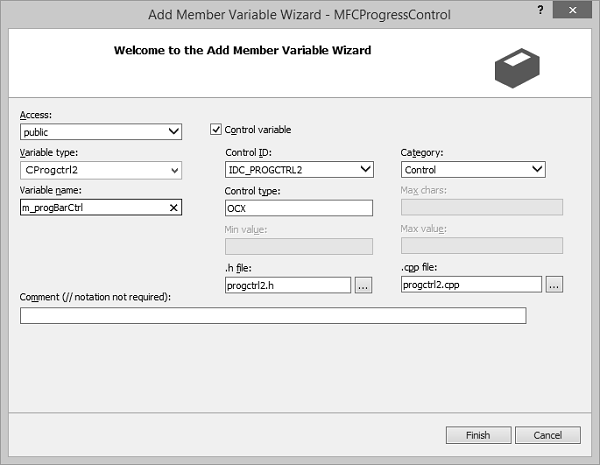 Add Member Variable Wizard - MFCProgressControl
?
Welcome to the Add Member Variable Wizard
Access:
public
Control variable
Variable type:
Control ID:
Category:
CProgctrl2
IDC_PROGCTRL2
Control
Variable name:
Control type:
Max chars:
m_progBarCtrl
OCX
Min value:
Max value:
.h file:
.cpp file:
progctrl2.h
...
progctrl2.cpp
...
Comment (// notation not required):
Finish
Cancel